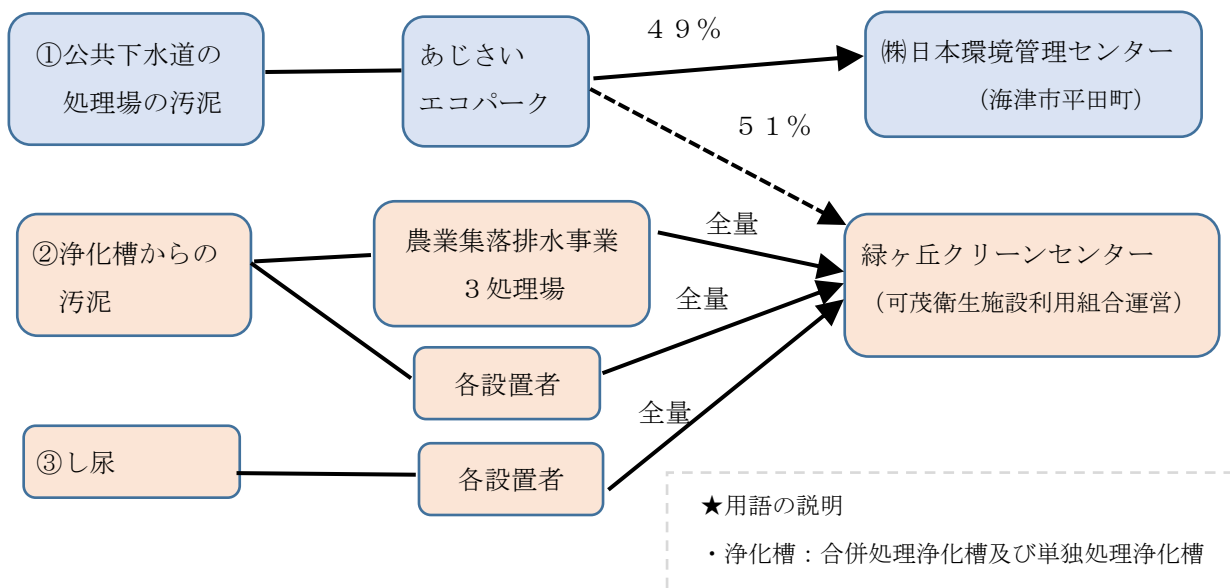 ①公共下水道の
処理場の汚泥
あじさい
エコパーク
４９％
㈱日本環境管理センター
（海津市平田町）
５１％
②浄化槽からの
汚泥
農業集落排水事業
３処理場
全量
緑ヶ丘クリーンセンター
（可茂衛生施設利用組合運営）
全量
各設置者
全量
③し尿
各設置者
★用語の説明
・浄化槽：合併処理浄化槽及び単独処理浄化槽